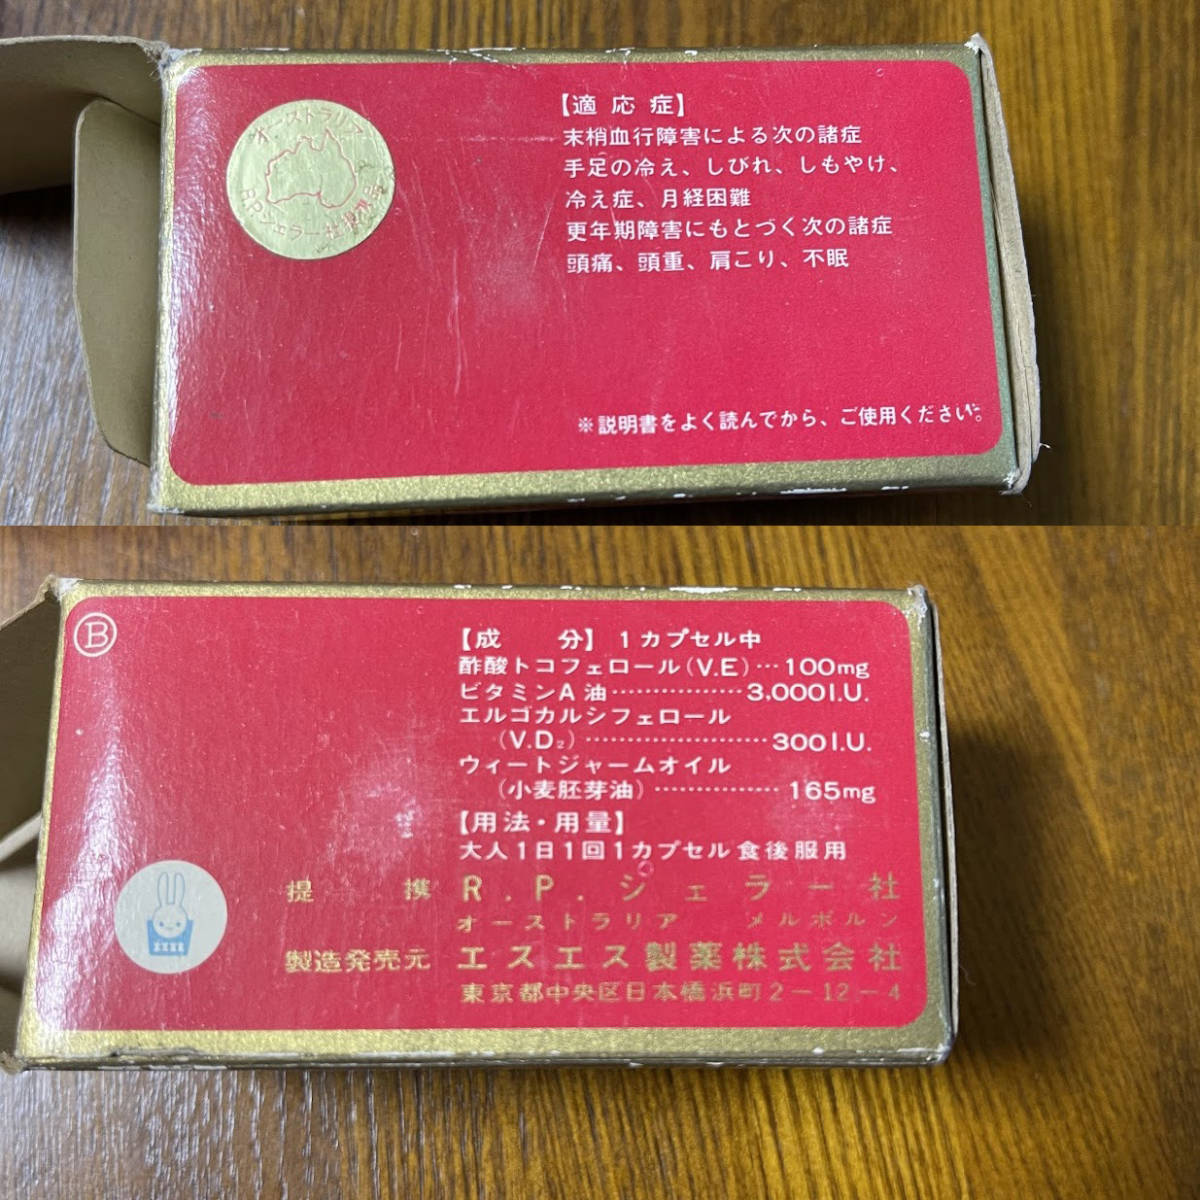 オーストラリア
R.P.シェラー社提携品
【適応症】
末梢血行障害による次の諸症
手足の冷え、しびれ、しもやけ、
冷え症、月経困難
更年期障害にもとづく次の諸症
頭痛、頭重、肩こり、不眠
※説明書をよく読んでから、ご使用ください。
B
【成　分】1カプセル中
酢酸トコフェロール(V.E)…100mg
ビタミンA油………………3,000I.U.
エルゴカルシフェロール
(V.D₂)……………………300I.U.
ウィートジャームオイル
(小麦胚芽油)……………165mg
【用法・用量】
大人1日1回1カプセル食後服用
提　携 R.P.シェラー社
オーストラリア　メルボルン
製造発売元 エスエス製薬株式会社
東京都中央区日本橋浜町2-12-4